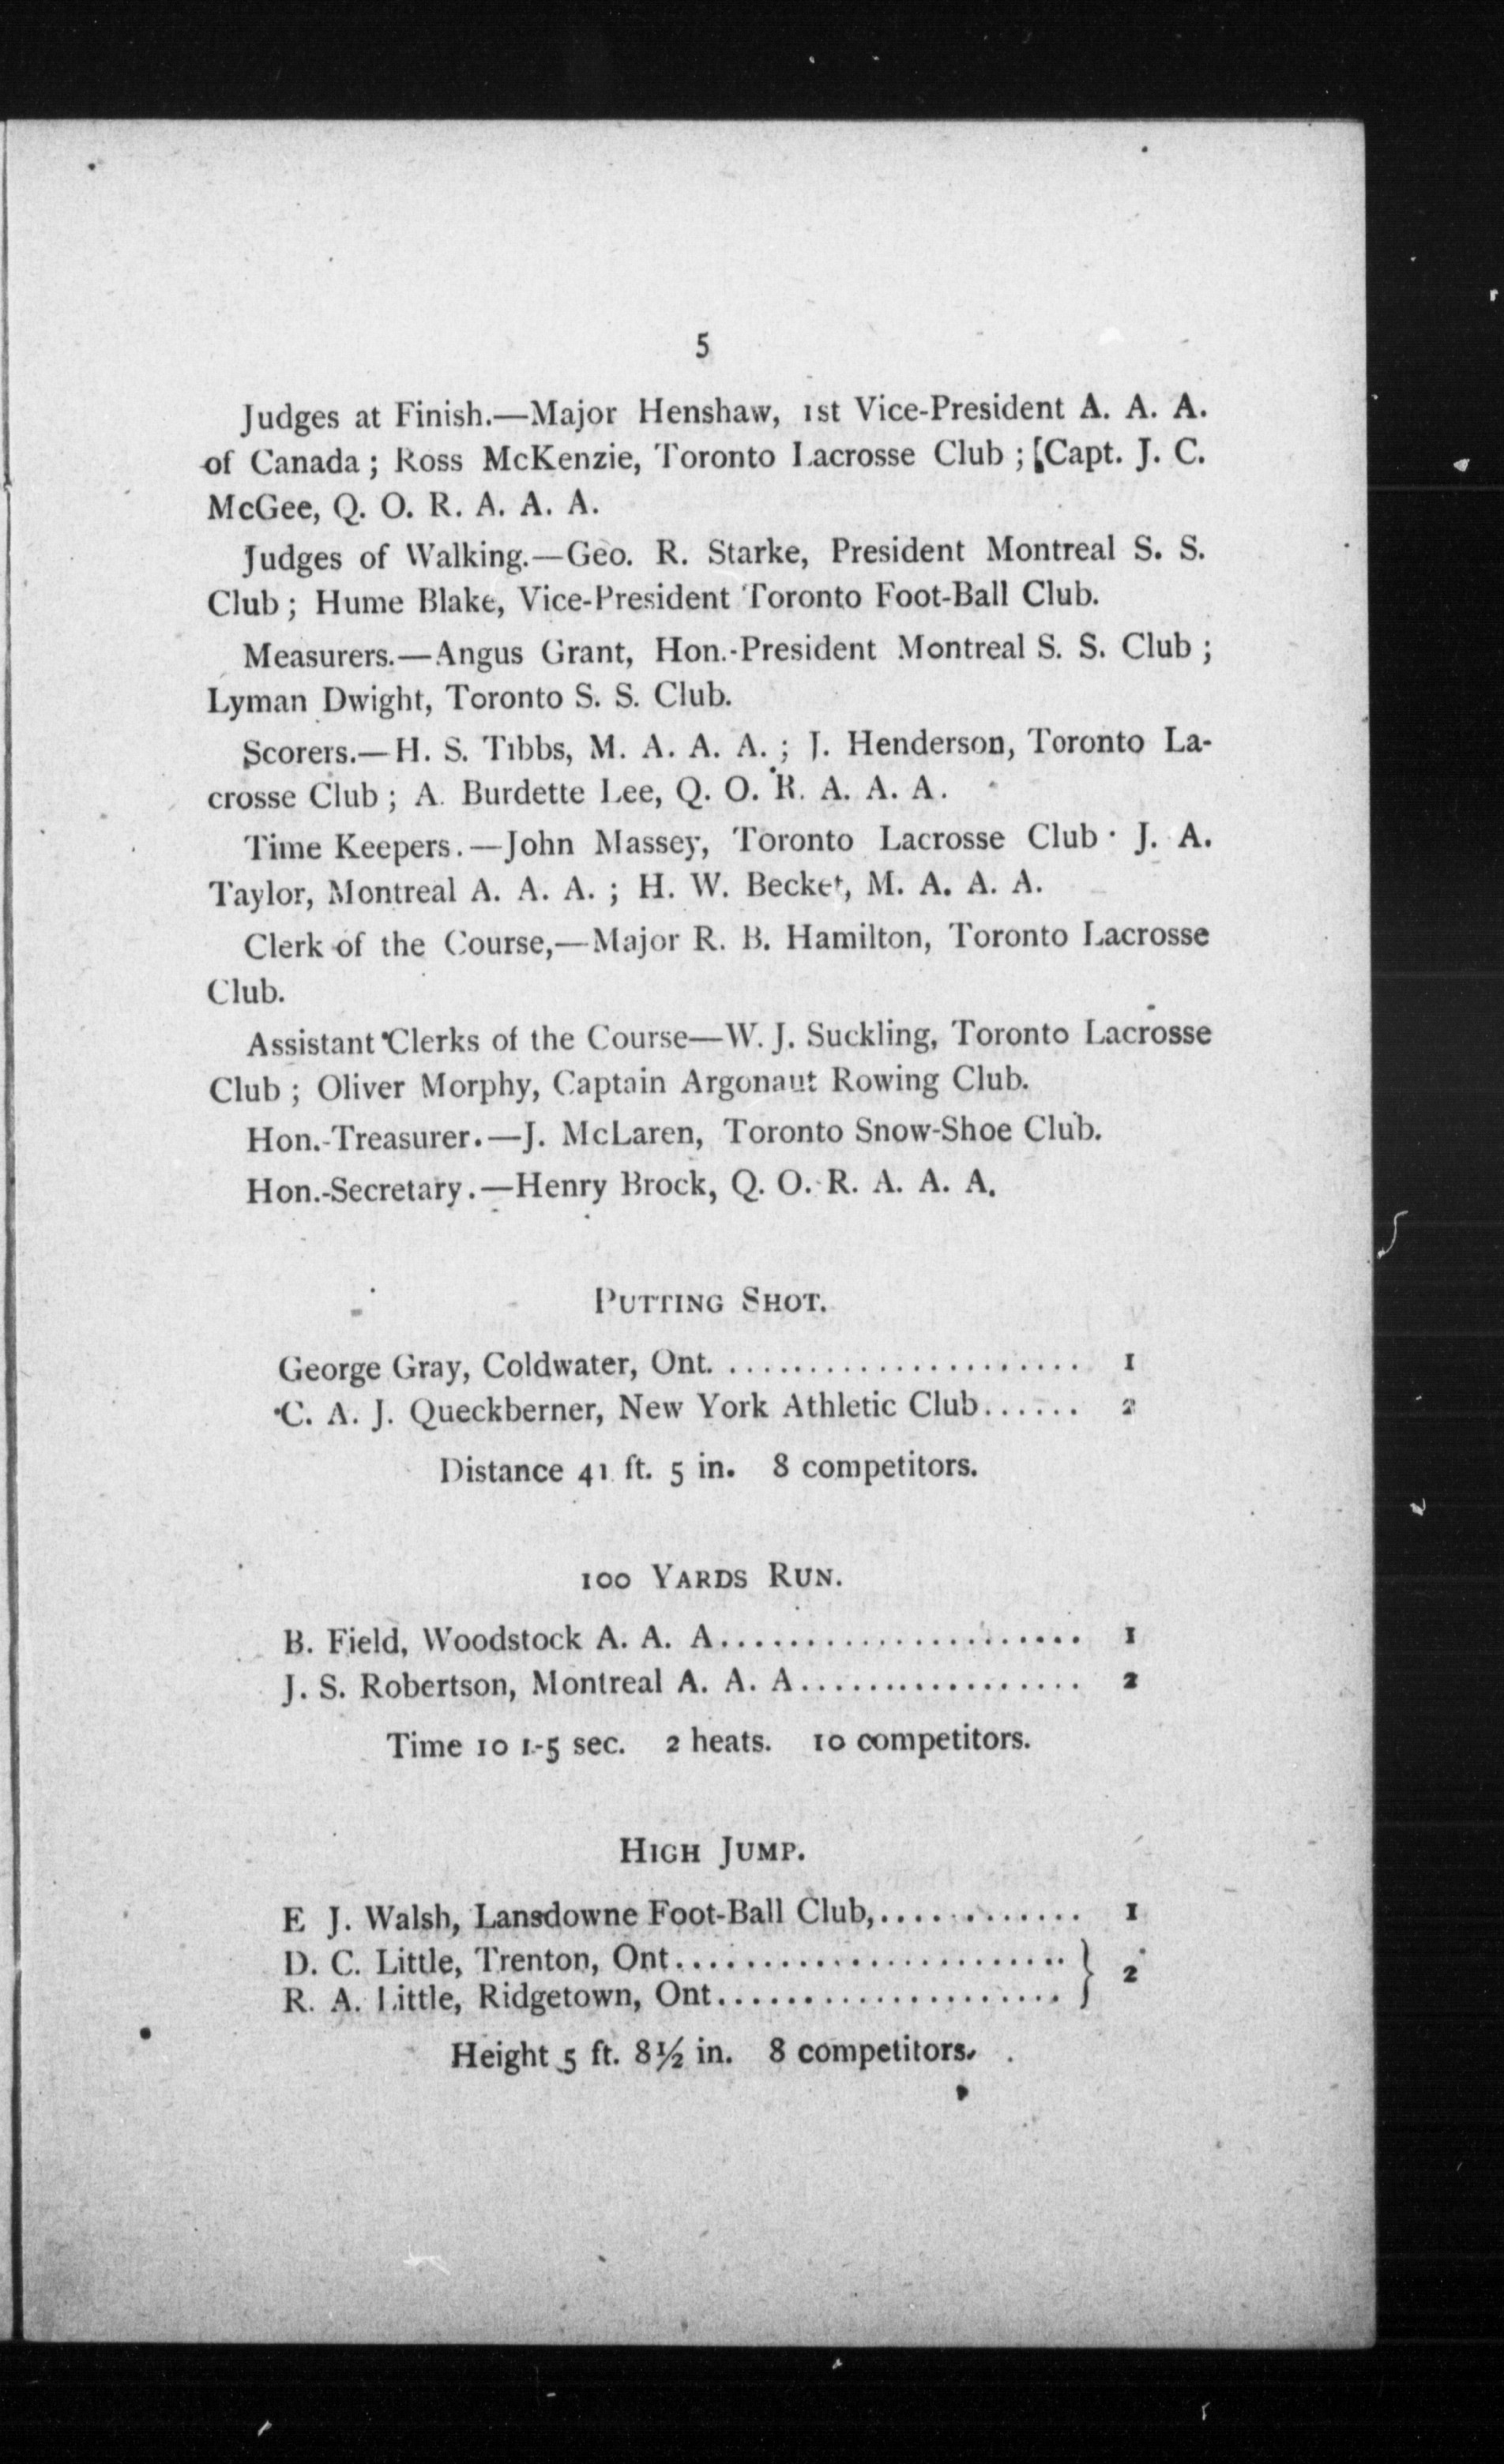 5
Judges at Finish.—Major Henshaw, 1st Vice-President A. A. A.
of Canada ; Ross McKenzie, Toronto Lacrosse Club ; [Capt. J. C.
McGee, Q. O. R. A. A. A.
Judges of Walking.—Geo. R. Starke, President Montreal S. S.
Club ; Hume Blake, Vice-President Toronto Foot-Ball Club.
Measurers.—Angus Grant, Hon.-President Montreal S. S. Club ;
Lyman Dwight, Toronto S. S. Club.
Scorers.—H. S. Tibbs, M. A. A. A. ; J. Henderson, Toronto La-
crosse Club ; A. Burdette Lee, Q. O. R. A. A. A.
Time Keepers.—John Massey, Toronto Lacrosse Club · J. A.
Taylor, Montreal A. A. A. ; H. W. Becket, M. A. A. A.
Clerk of the Course,—Major R. B. Hamilton, Toronto Lacrosse
Club.
Assistant Clerks of the Course—W. J. Suckling, Toronto Lacrosse
Club ; Oliver Morphy, Captain Argonaut Rowing Club.
Hon.-Treasurer.—J. McLaren, Toronto Snow-Shoe Club.
Hon.-Secretary.—Henry Brock, Q. O. R. A. A. A.
PUTTING SHOT.
George Gray, Coldwater, Ont. ...................... 1
C. A. J. Queckberner, New York Athletic Club...... 2
Distance 41 ft. 5 in. 8 competitors.
100 YARDS RUN.
B. Field, Woodstock A. A. A...................... 1
J. S. Robertson, Montreal A. A. A................. 2
Time 10 1-5 sec. 2 heats. 10 competitors.
HIGH JUMP.
E J. Walsh, Lansdowne Foot-Ball Club,............ 1
D. C. Little, Trenton, Ont........................ } 2
R. A. Little, Ridgetown, Ont..................... }
Height 5 ft. 8½ in. 8 competitors.